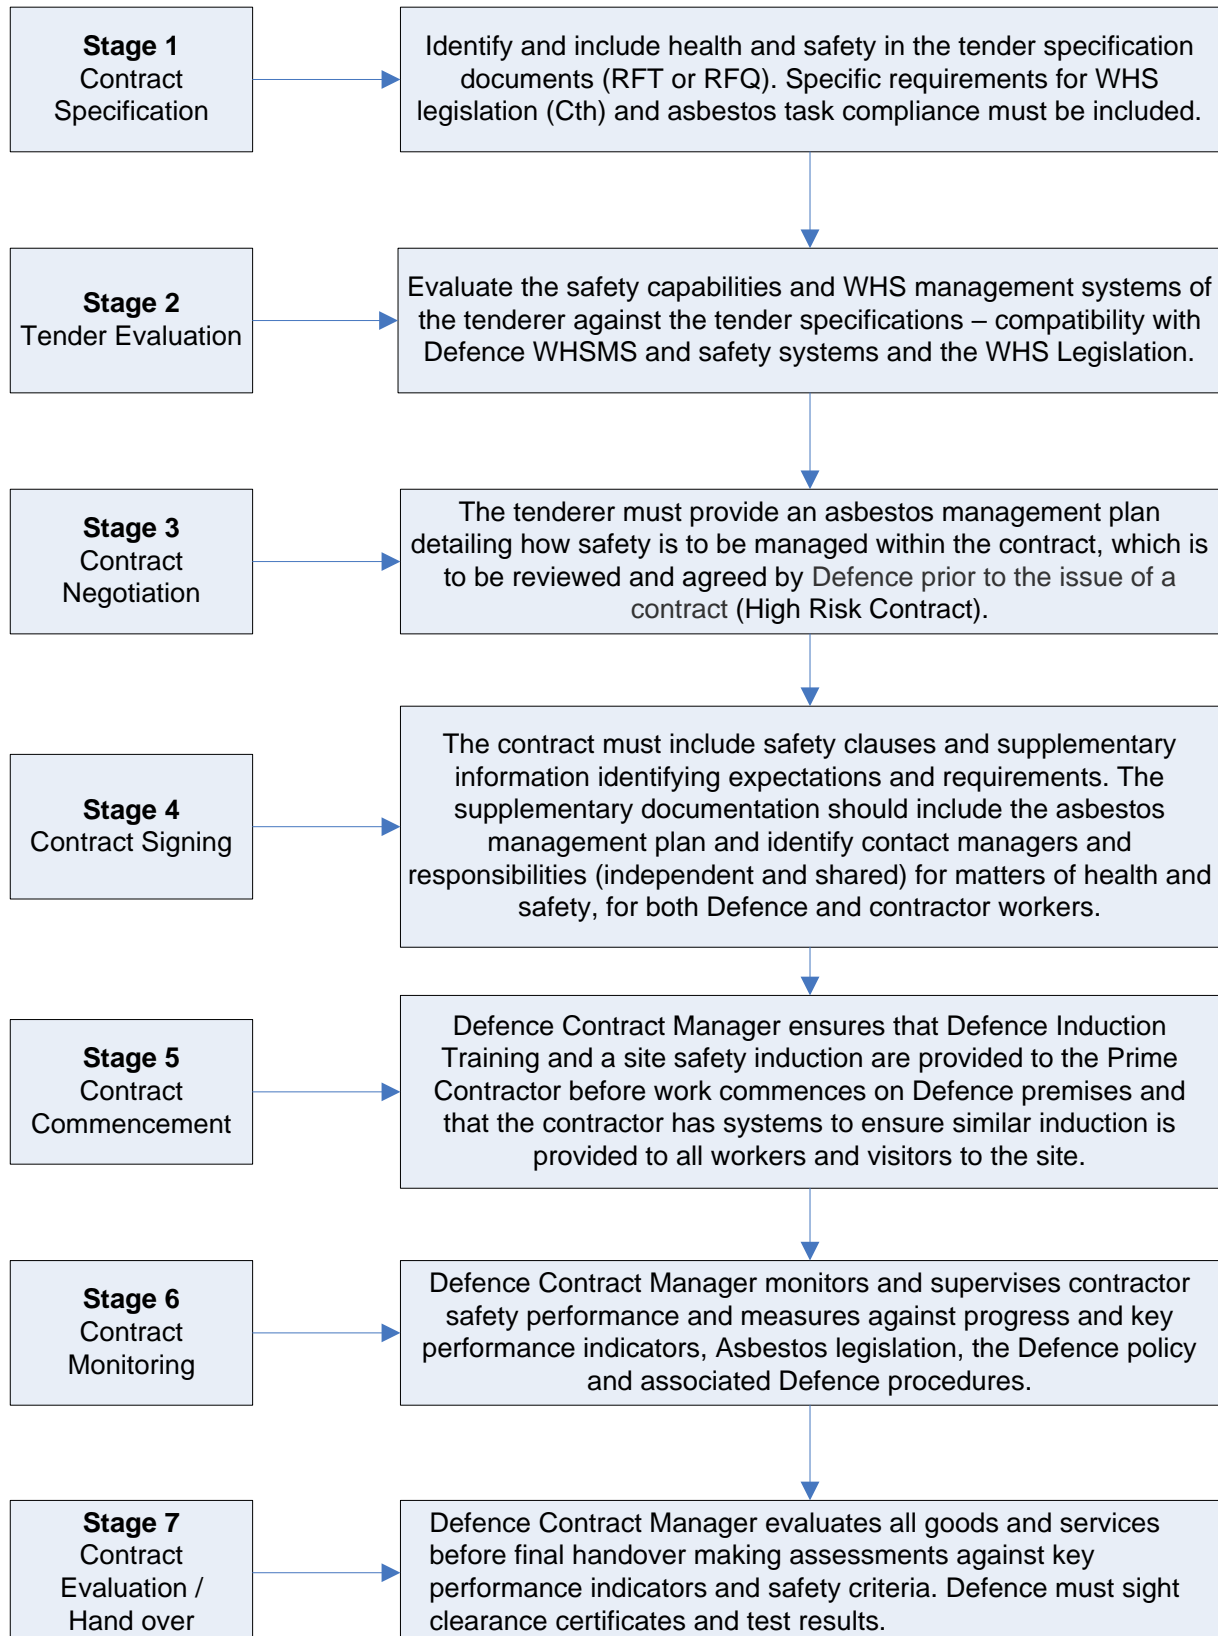 Stage 1
Contract
Specification
Identify and include health and safety in the tender specification
documents (RFT or RFQ). Specific requirements for WHS
legislation (Cth) and asbestos task compliance must be included.
Stage 2
Tender Evaluation
Evaluate the safety capabilities and WHS management systems of
the tenderer against the tender specifications – compatibility with
Defence WHSMS and safety systems and the WHS Legislation.
Stage 3
Contract
Negotiation
The tenderer must provide an asbestos management plan
detailing how safety is to be managed within the contract, which is
to be reviewed and agreed by Defence prior to the issue of a
contract (High Risk Contract).
Stage 4
Contract Signing
The contract must include safety clauses and supplementary
information identifying expectations and requirements. The
supplementary documentation should include the asbestos
management plan and identify contact managers and
responsibilities (independent and shared) for matters of health and
safety, for both Defence and contractor workers.
Stage 5
Contract
Commencement
Defence Contract Manager ensures that Defence Induction
Training and a site safety induction are provided to the Prime
Contractor before work commences on Defence premises and
that the contractor has systems to ensure similar induction is
provided to all workers and visitors to the site.
Stage 6
Contract
Monitoring
Defence Contract Manager monitors and supervises contractor
safety performance and measures against progress and key
performance indicators, Asbestos legislation, the Defence policy
and associated Defence procedures.
Stage 7
Contract
Evaluation /
Hand over
Defence Contract Manager evaluates all goods and services
before final handover making assessments against key
performance indicators and safety criteria. Defence must sight
clearance certificates and test results.